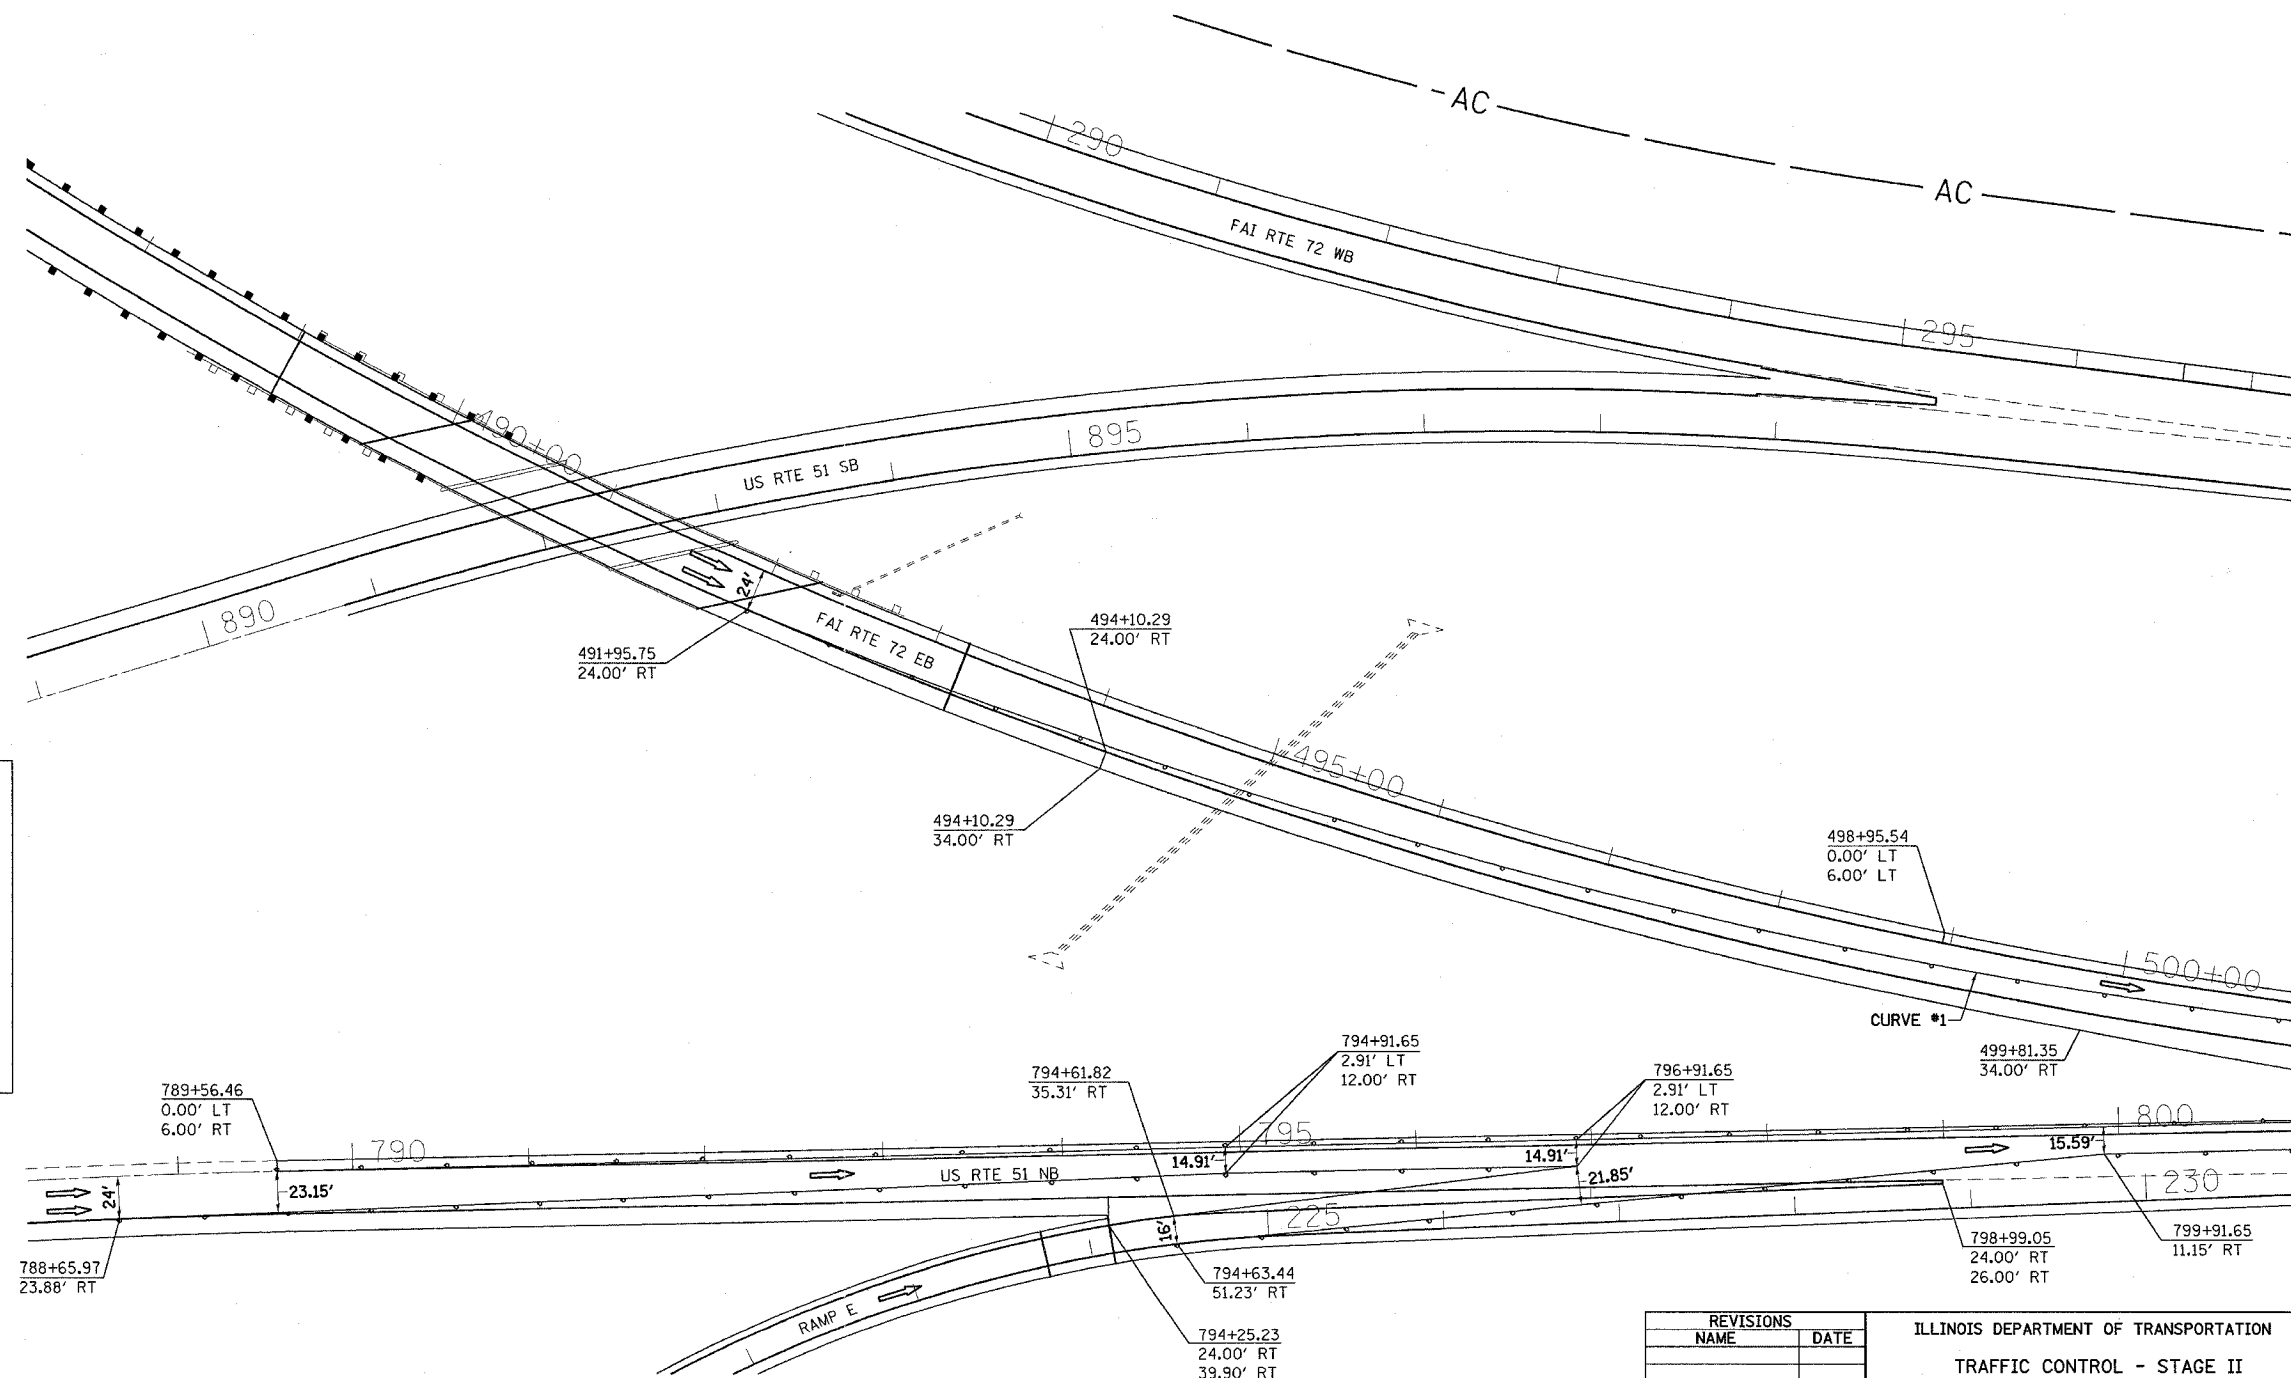 AC
290
AC
FAI RTE 72 WB
295
490+00
895
US RTE 51 SB
890
24'
FAI RTE 72 EB
494+10.29
24.00' RT
491+95.75
24.00' RT
495+00
494+10.29
34.00' RT
498+95.54
0.00' LT
6.00' LT
500+00
CURVE #1
499+81.35
34.00' RT
794+91.65
2.91' LT
12.00' RT
794+61.82
35.31' RT
796+91.65
2.91' LT
12.00' RT
789+56.46
0.00' LT
6.00' RT
790
795
800
14.91'
14.91'
15.59'
US RTE 51 NB
24'
23.15'
21.85'
230
225
16'
788+65.97
23.88' RT
794+63.44
51.23' RT
798+99.05
24.00' RT
26.00' RT
799+91.65
11.15' RT
RAMP E
794+25.23
24.00' RT
39.90' RT
REVISIONS
NAME DATE
ILLINOIS DEPARTMENT OF TRANSPORTATION
TRAFFIC CONTROL - STAGE II